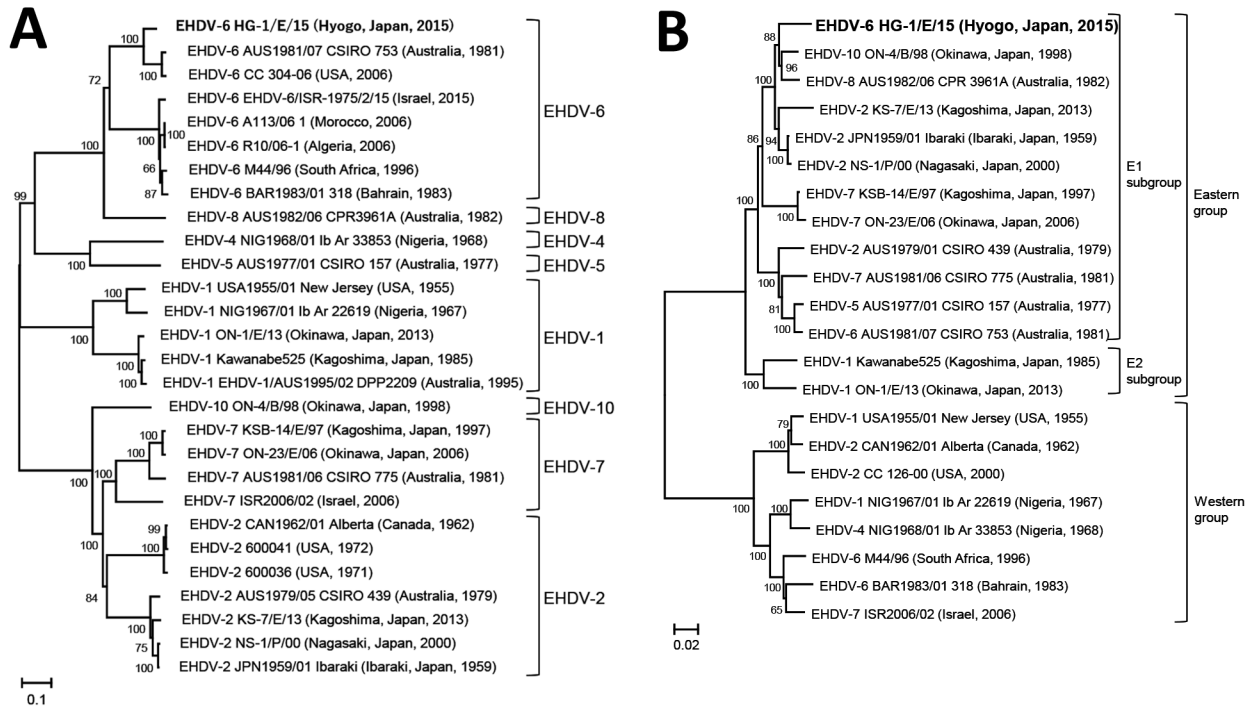 A
EHDV-6 HG-1/E/15 (Hyogo, Japan, 2015)
100
EHDV-6 AUS1981/07 CSIRO 753 (Australia, 1981)
100
EHDV-6 CC 304-06 (USA, 2006)
72
EHDV-6 EHDV-6/ISR-1975/2/15 (Israel, 2015)
EHDV-6
EHDV-6 A113/06 1 (Morocco, 2006)
100
100
EHDV-6 R10/06-1 (Algeria, 2006)
100
EHDV-6 M44/96 (South Africa, 1996)
66
EHDV-6 BAR1983/01 318 (Bahrain, 1983)
87
99
EHDV-8 AUS1982/06 CPR3961A (Australia, 1982)
EHDV-8
EHDV-4 NIG1968/01 Ib Ar 33853 (Nigeria, 1968)
EHDV-4
100
EHDV-5 AUS1977/01 CSIRO 157 (Australia, 1977)
EHDV-5
EHDV-1 USA1955/01 New Jersey (USA, 1955)
100
EHDV-1 NIG1967/01 Ib Ar 22619 (Nigeria, 1967)
100
EHDV-1 ON-1/E/13 (Okinawa, Japan, 2013)
EHDV-1
EHDV-1 Kawanabe525 (Kagoshima, Japan, 1985)
100
EHDV-1 EHDV-1/AUS1995/02 DPP2209 (Australia, 1995)
100
EHDV-10 ON-4/B/98 (Okinawa, Japan, 1998)
EHDV-10
EHDV-7 KSB-14/E/97 (Kagoshima, Japan, 1997)
100
EHDV-7 ON-23/E/06 (Okinawa, Japan, 2006)
100
EHDV-7
EHDV-7 AUS1981/06 CSIRO 775 (Australia, 1981)
100
100
EHDV-7 ISR2006/02 (Israel, 2006)
EHDV-2 CAN1962/01 Alberta (Canada, 1962)
99
100
EHDV-2 600041 (USA, 1972)
100
EHDV-2 600036 (USA, 1971)
84
EHDV-2 AUS1979/05 CSIRO 439 (Australia, 1979)
EHDV-2
EHDV-2 KS-7/E/13 (Kagoshima, Japan, 2013)
100
EHDV-2 NS-1/P/00 (Nagasaki, Japan, 2000)
75
EHDV-2 JPN1959/01 Ibaraki (Ibaraki, Japan, 1959)
100
0.1
B
EHDV-6 HG-1/E/15 (Hyogo, Japan, 2015)
88
EHDV-10 ON-4/B/98 (Okinawa, Japan, 1998)
96
EHDV-8 AUS1982/06 CPR 3961A (Australia, 1982)
100
EHDV-2 KS-7/E/13 (Kagoshima, Japan, 2013)
86
94
EHDV-2 JPN1959/01 Ibaraki (Ibaraki, Japan, 1959)
100
EHDV-2 NS-1/P/00 (Nagasaki, Japan, 2000)
E1
subgroup
EHDV-7 KSB-14/E/97 (Kagoshima, Japan, 1997)
100
100
EHDV-7 ON-23/E/06 (Okinawa, Japan, 2006)
Eastern
group
EHDV-2 AUS1979/01 CSIRO 439 (Australia, 1979)
EHDV-7 AUS1981/06 CSIRO 775 (Australia, 1981)
100
EHDV-5 AUS1977/01 CSIRO 157 (Australia, 1977)
81
EHDV-6 AUS1981/07 CSIRO 753 (Australia, 1981)
100
EHDV-1 Kawanabe525 (Kagoshima, Japan, 1985)
E2
subgroup
100
EHDV-1 ON-1/E/13 (Okinawa, Japan, 2013)
EHDV-1 USA1955/01 New Jersey (USA, 1955)
79
EHDV-2 CAN1962/01 Alberta (Canada, 1962)
100
EHDV-2 CC 126-00 (USA, 2000)
EHDV-1 NIG1967/01 Ib Ar 22619 (Nigeria, 1967)
100
100
Western
group
EHDV-4 NIG1968/01 Ib Ar 33853 (Nigeria, 1968)
100
EHDV-6 M44/96 (South Africa, 1996)
EHDV-6 BAR1983/01 318 (Bahrain, 1983)
100
EHDV-7 ISR2006/02 (Israel, 2006)
65
0.02